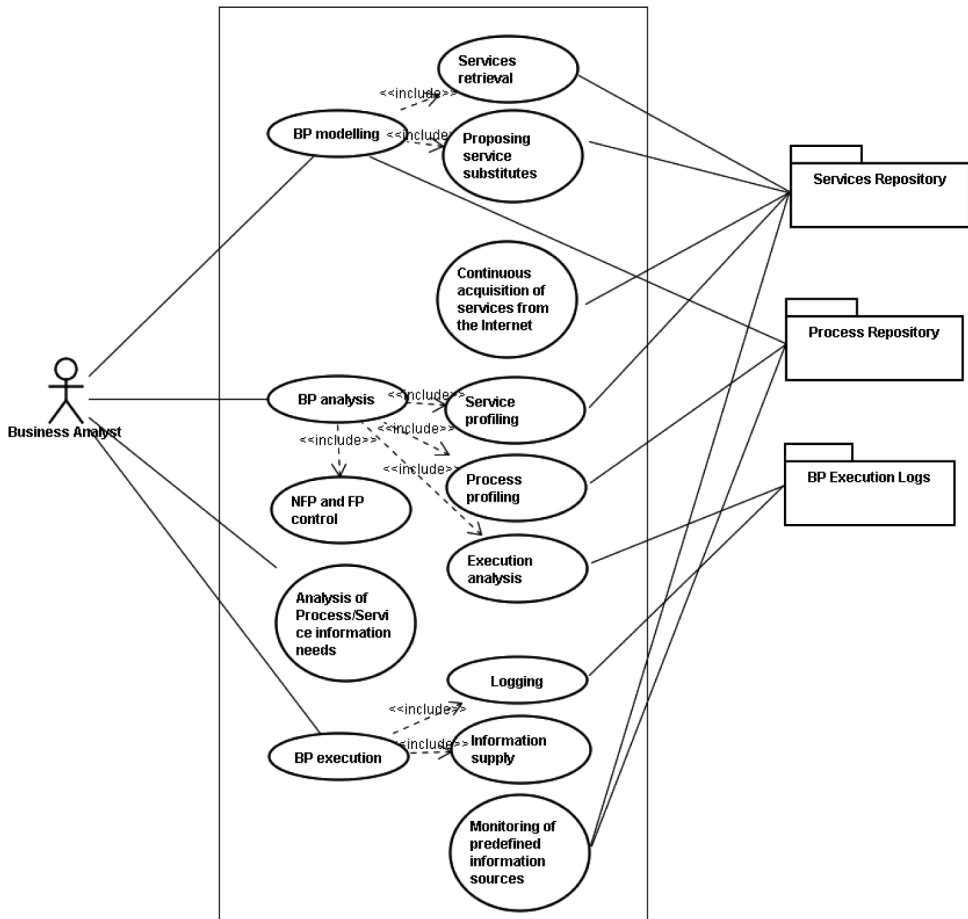 Services
retrieval
<<include>>
BP modelling
<<include>>
Proposing
service
substitutes
Services Repository
Continuous
acquisition of
services from
the Internet
Process Repository
Business Analyst
BP analysis
<<include>>
Service
profiling
<<include>>
<<include>>
<<include>>
Process
profiling
BP Execution Logs
NFP and FP
control
Execution
analysis
Analysis of
Process/Servi
ce information
needs
Logging
<<include>>
BP execution
<<include>>
Information
supply
Monitoring of
predefined
information
sources